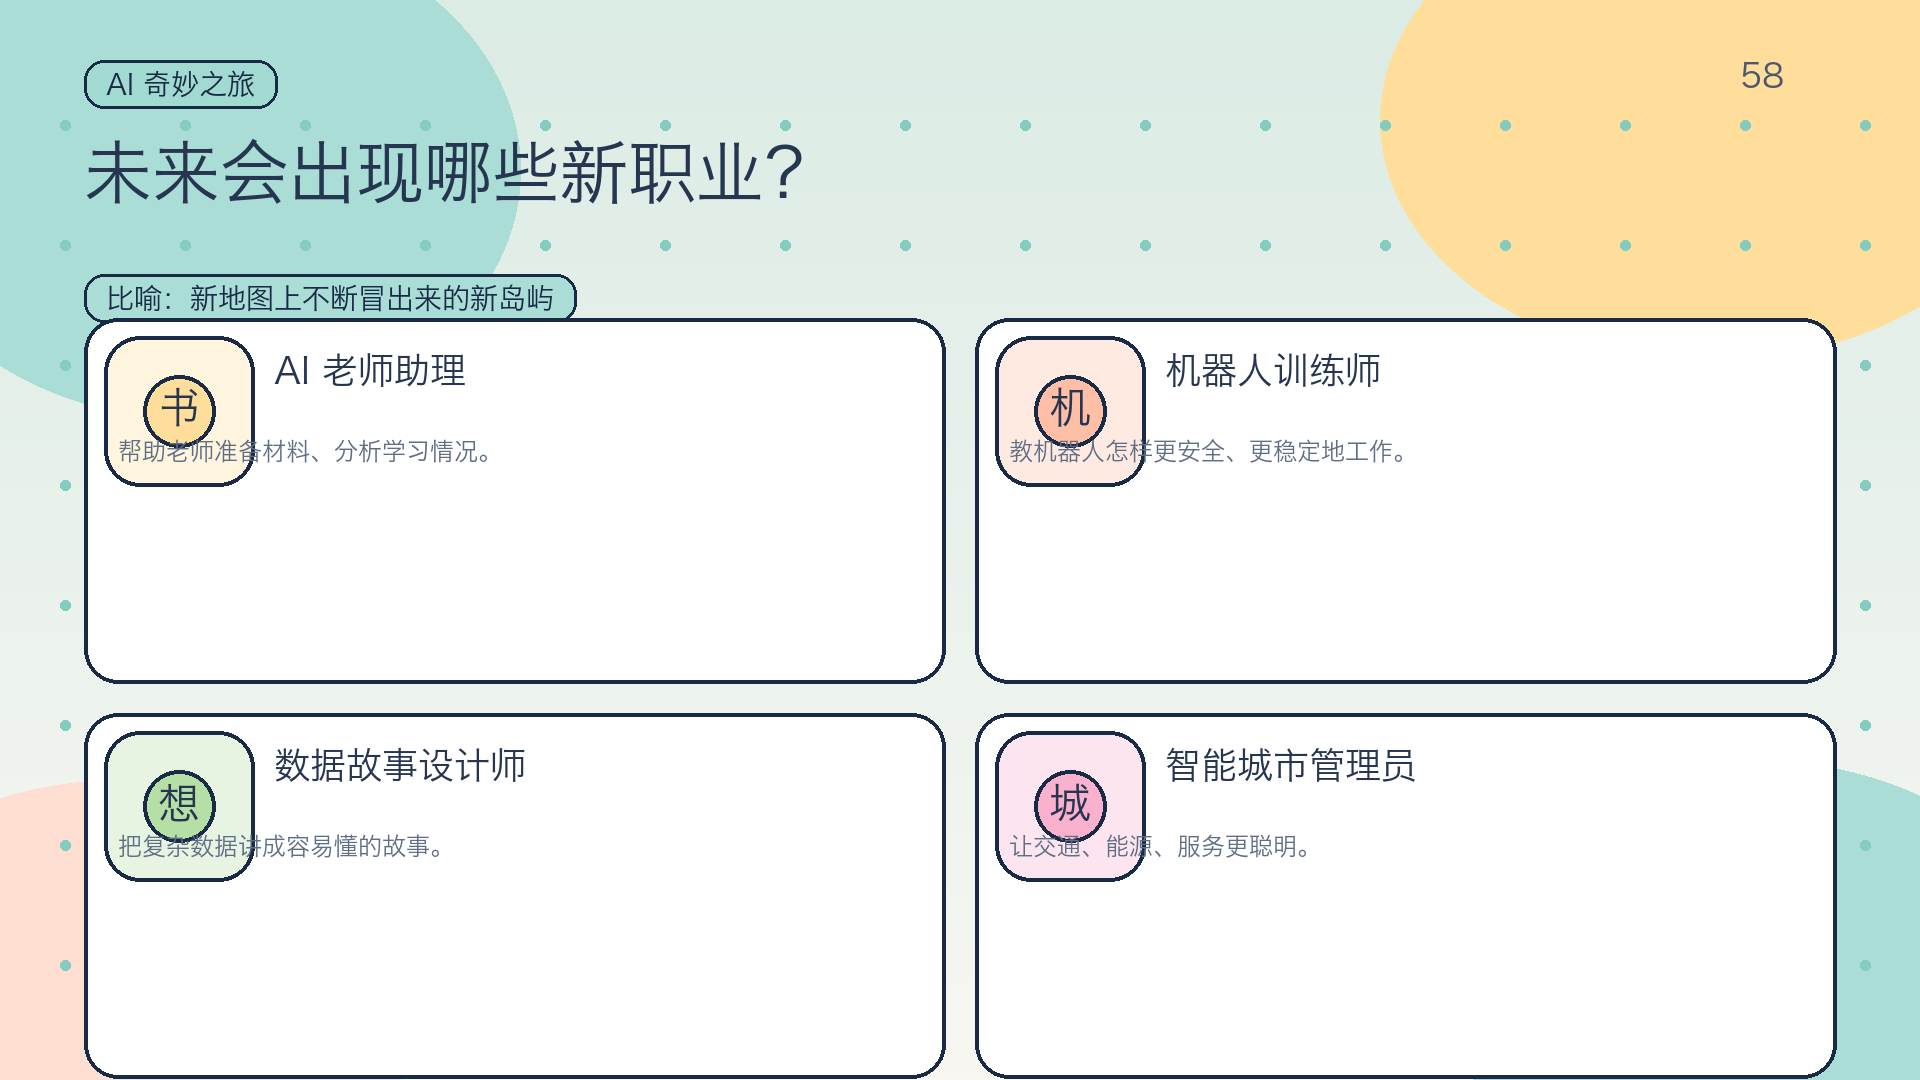 AI 奇妙之旅
58
未来会出现哪些新职业?
比喻：新地图上不断冒出来的新岛屿
书
AI 老师助理
帮助老师准备材料、分析学习情况。
机
机器人训练师
教机器人怎样更安全、更稳定地工作。
想
数据故事设计师
把复杂数据讲成容易懂的故事。
城
智能城市管理员
让交通、能源、服务更聪明。